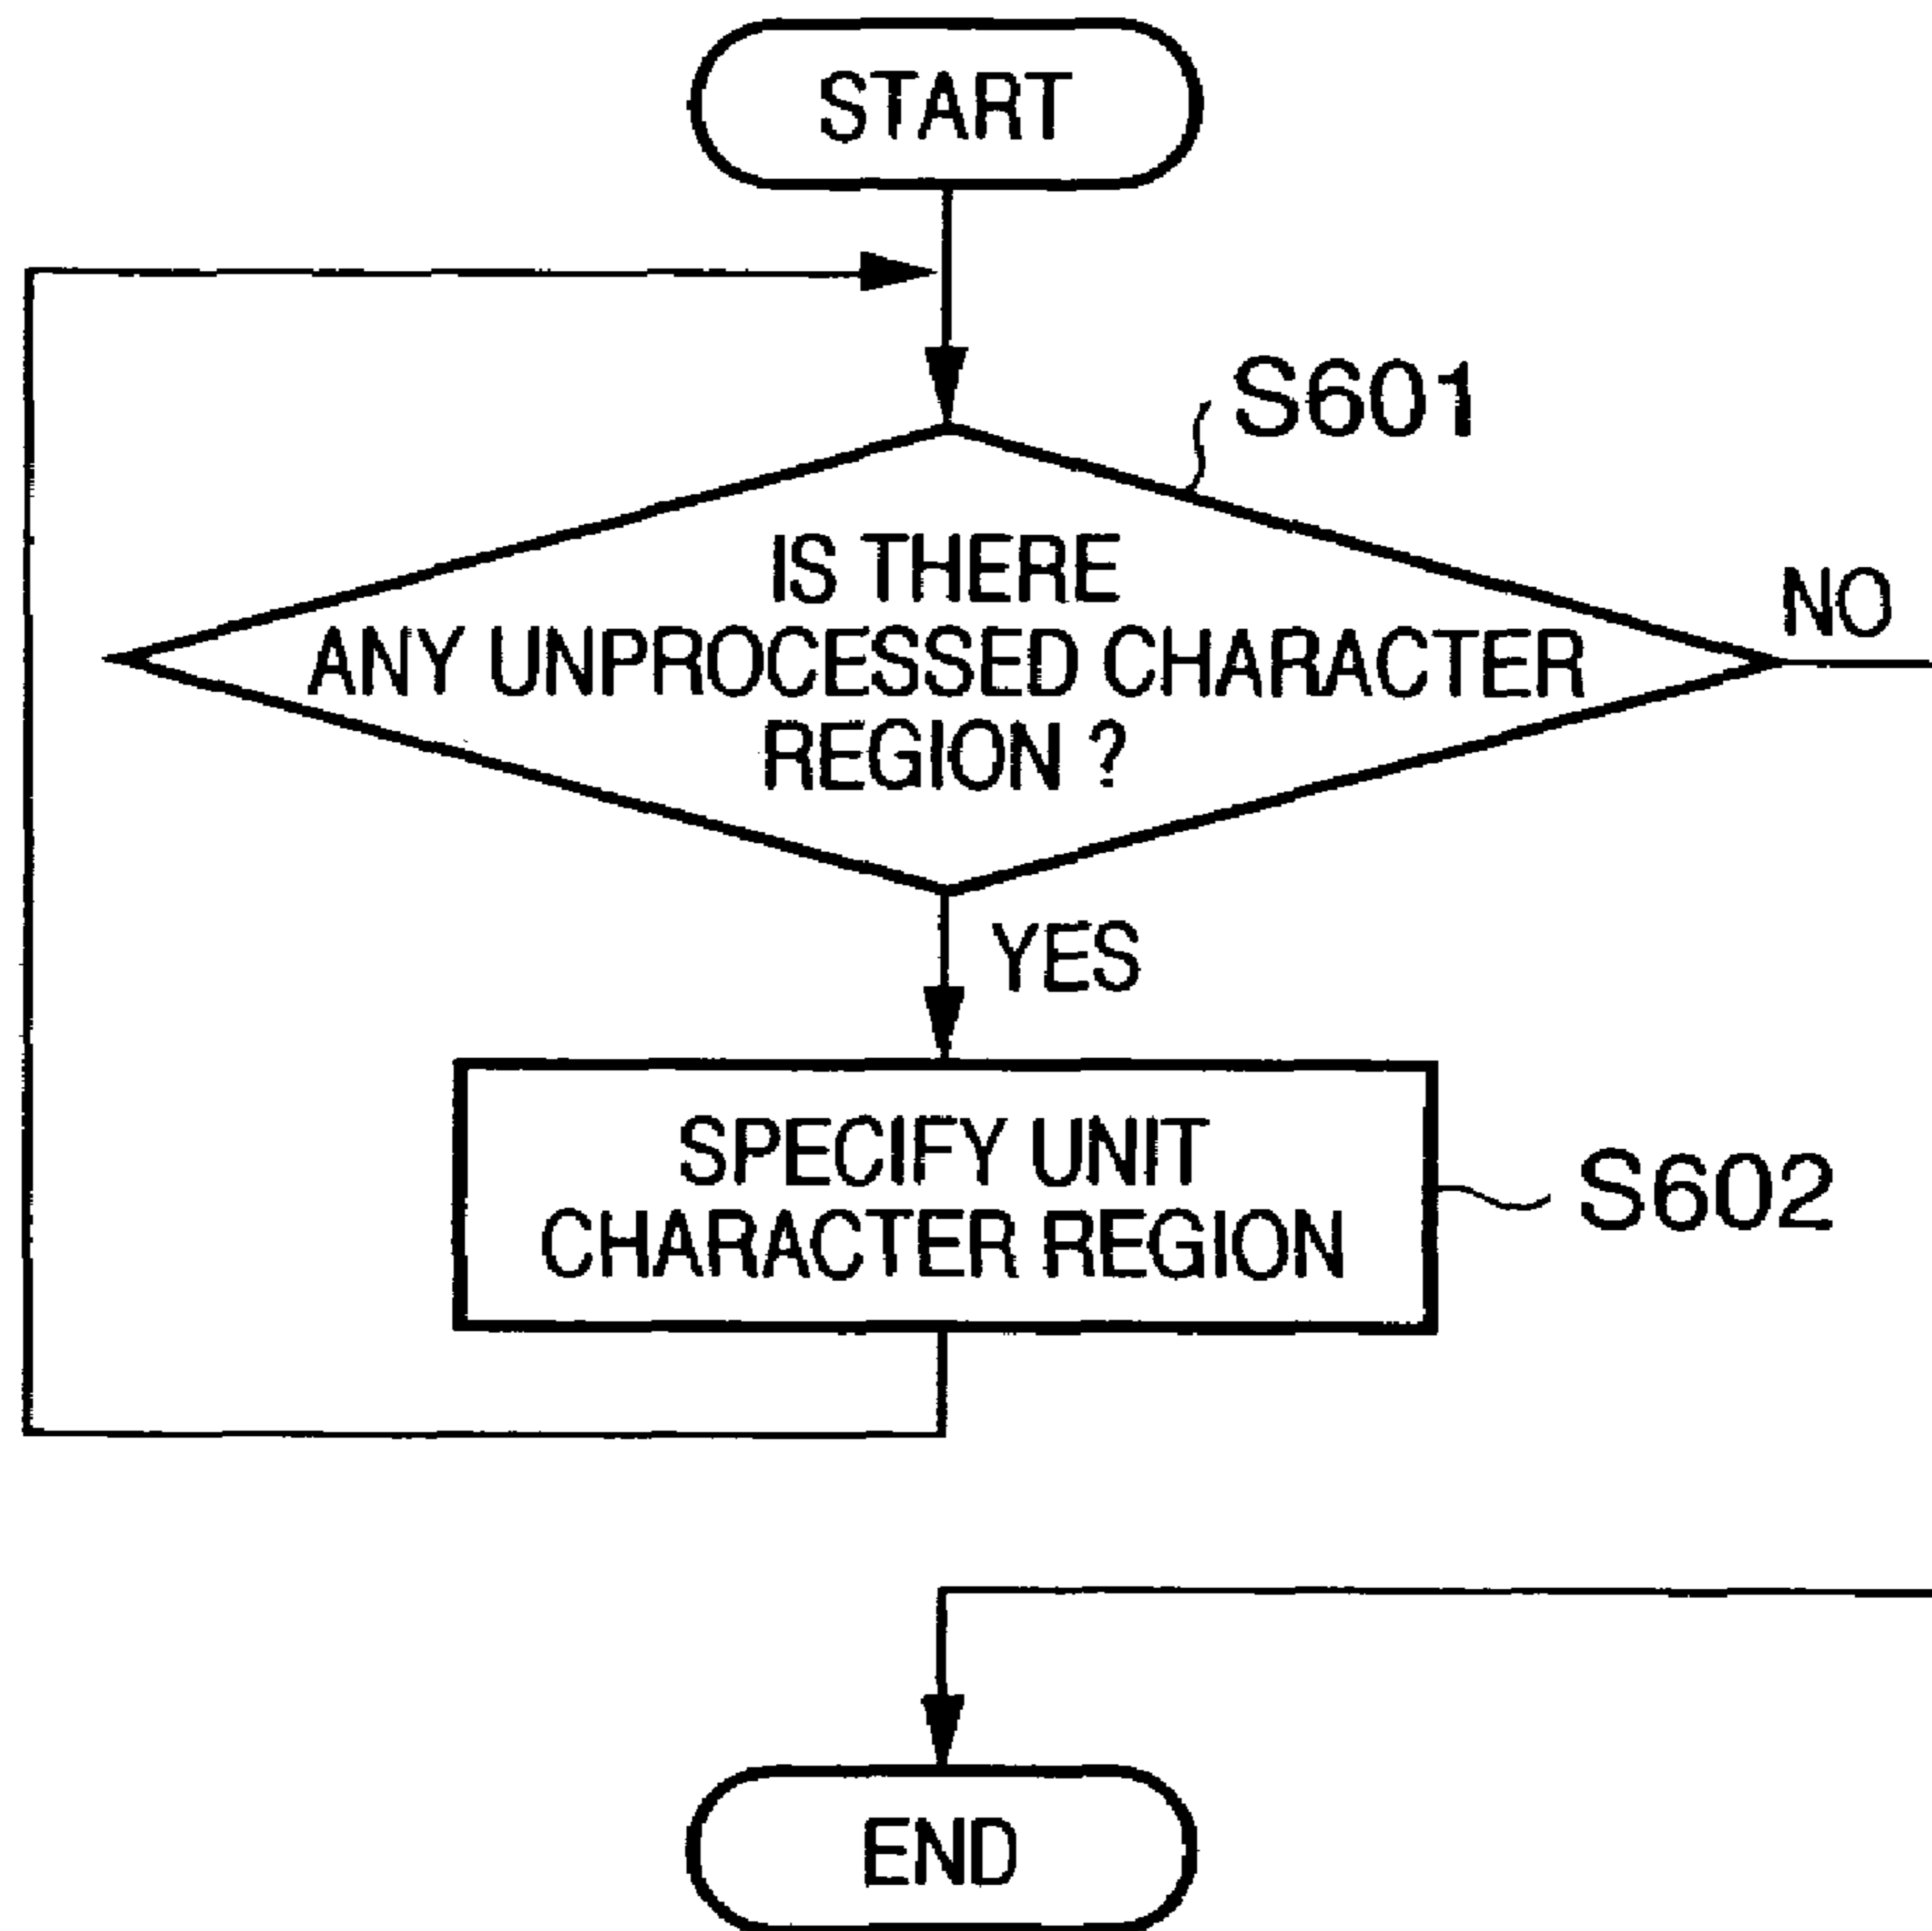 START
S601
IS THERE
ANY UNPROCESSED CHARACTER
REGION ?
NO
YES
SPECIFY UNIT
CHARACTER REGION
S602
END